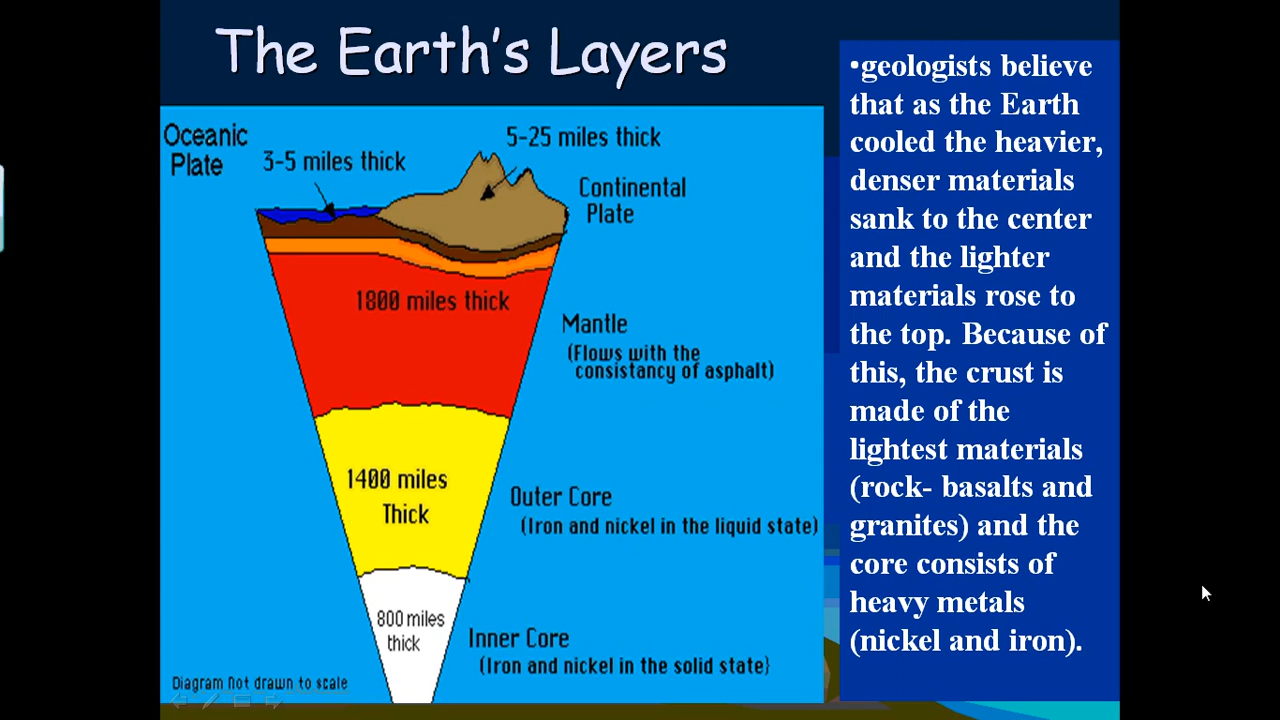 The Earth's Layers
Oceanic
Plate
3-5 miles thick
5-25 miles thick
Continental
Plate
1800 miles thick
Mantle
(Flows with the
consistancy of asphalt)
1400 miles
Thick
Outer Core
(Iron and nickel in the liquid state)
800 miles
thick
Inner Core
(Iron and nickel in the solid state}
Diagram Not drawn to scale
•geologists believe
that as the Earth
cooled the heavier,
denser materials
sank to the center
and the lighter
materials rose to
the top. Because of
this, the crust is
made of the
lightest materials
(rock- basalts and
granites) and the
core consists of
heavy metals
(nickel and iron).